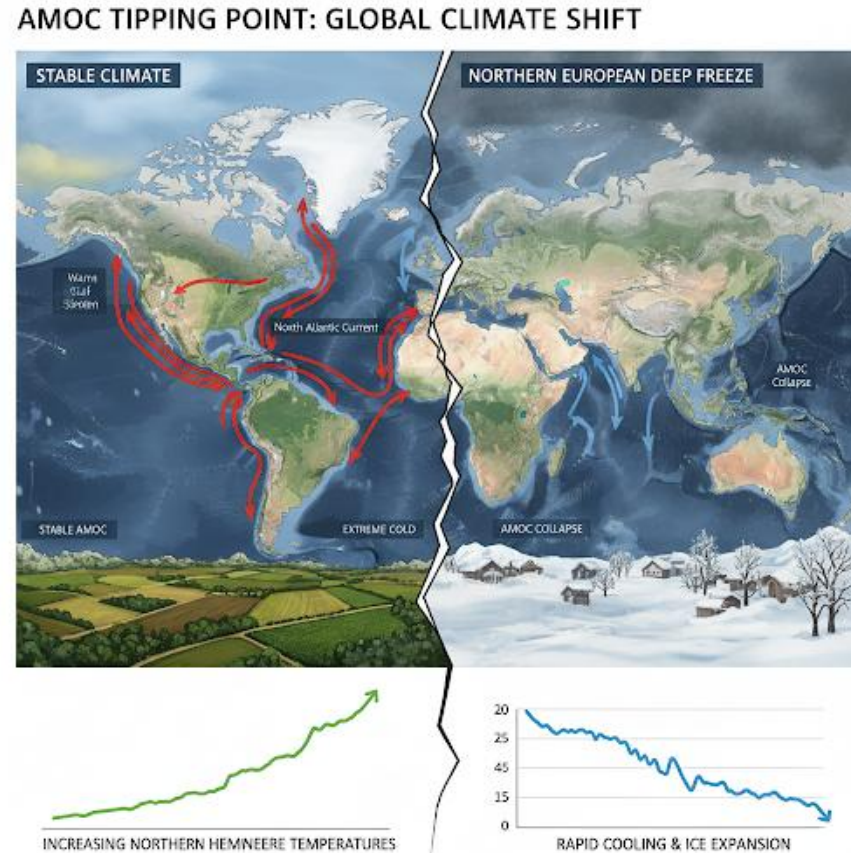 AMOC TIPPING POINT: GLOBAL CLIMATE SHIFT
STABLE CLIMATE
NORTHERN EUROPEAN DEEP FREEZE
North Atlantic Current
AMOC
Collapse
STABLE AMOC
EXTREME COLD
AMOC COLLAPSE
20
25
45
15
0
INCREASING NORTHERN HEMNEERE TEMPERATURES
RAPID COOLING & ICE EXPANSION